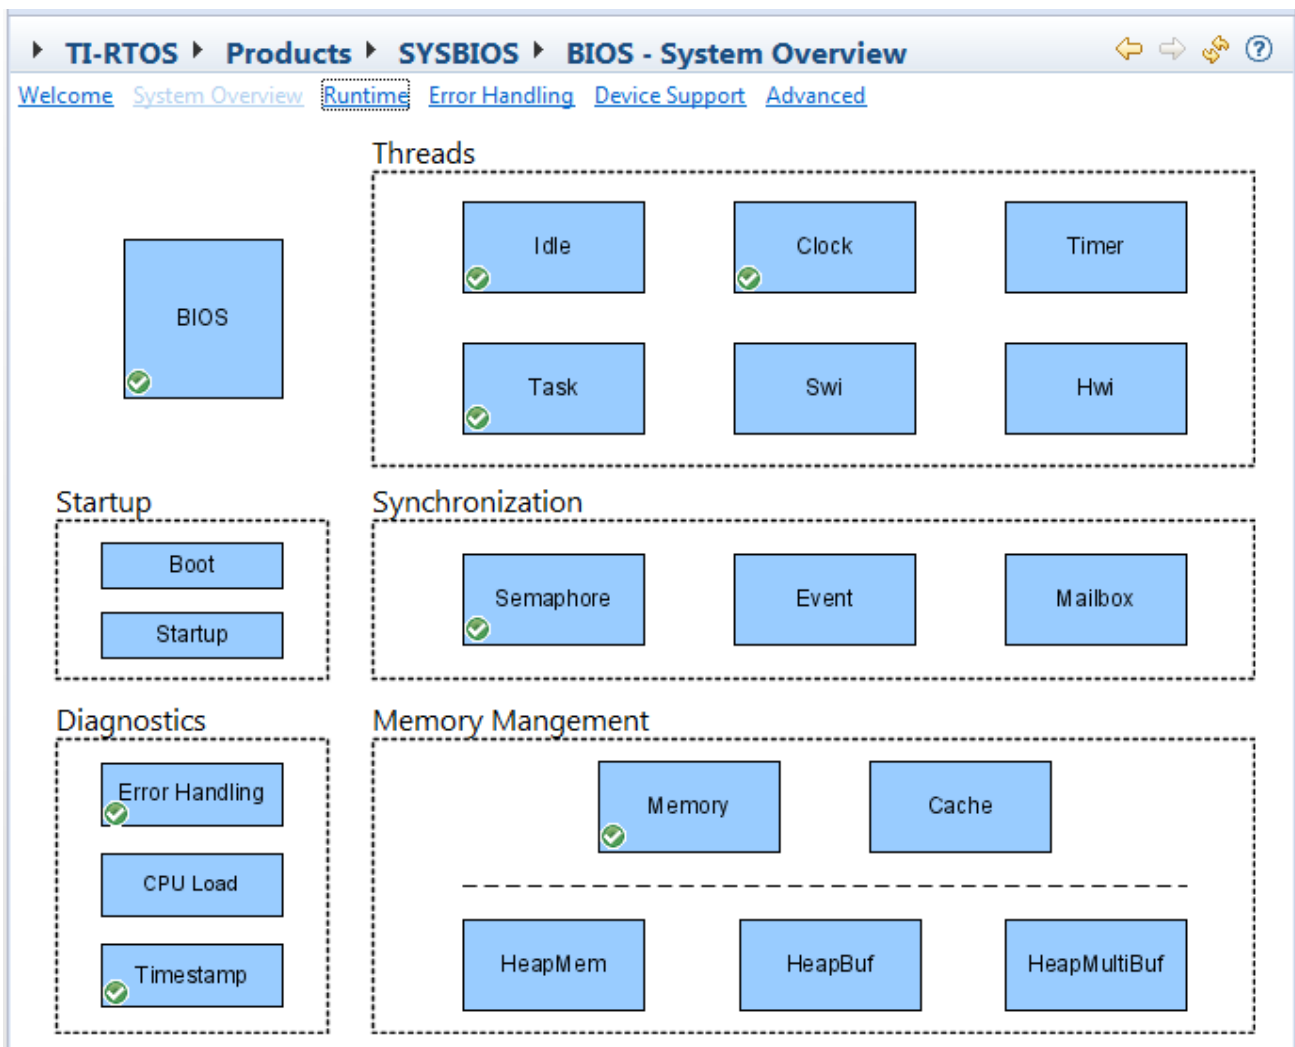 TI-RTOS Products SYSBIOS BIOS - System Overview
Welcome System Overview Runtime Error Handling Device Support Advanced
Threads
Idle Clock Timer
BIOS
Task Swi Hwi
Startup
Boot
Startup
Synchronization
Semaphore Event Mailbox
Diagnostics
Error Handling
CPU Load
Timestamp
Memory Mangement
Memory Cache
HeapMem HeapBuf HeapMultiBuf